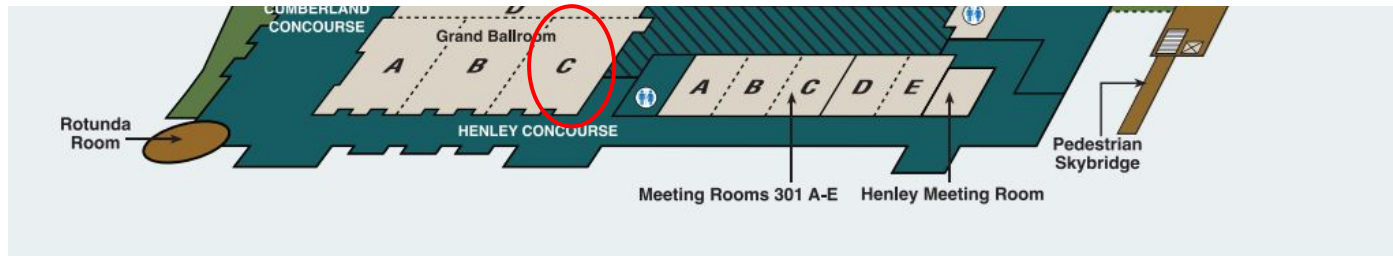 CUMBERLAND
CONCOURSE
D
Grand Ballroom
A B C
A B C D E
HENLEY CONCOURSE
Rotunda
Room
Pedestrian
Skybridge
Meeting Rooms 301 A-E
Henley Meeting Room